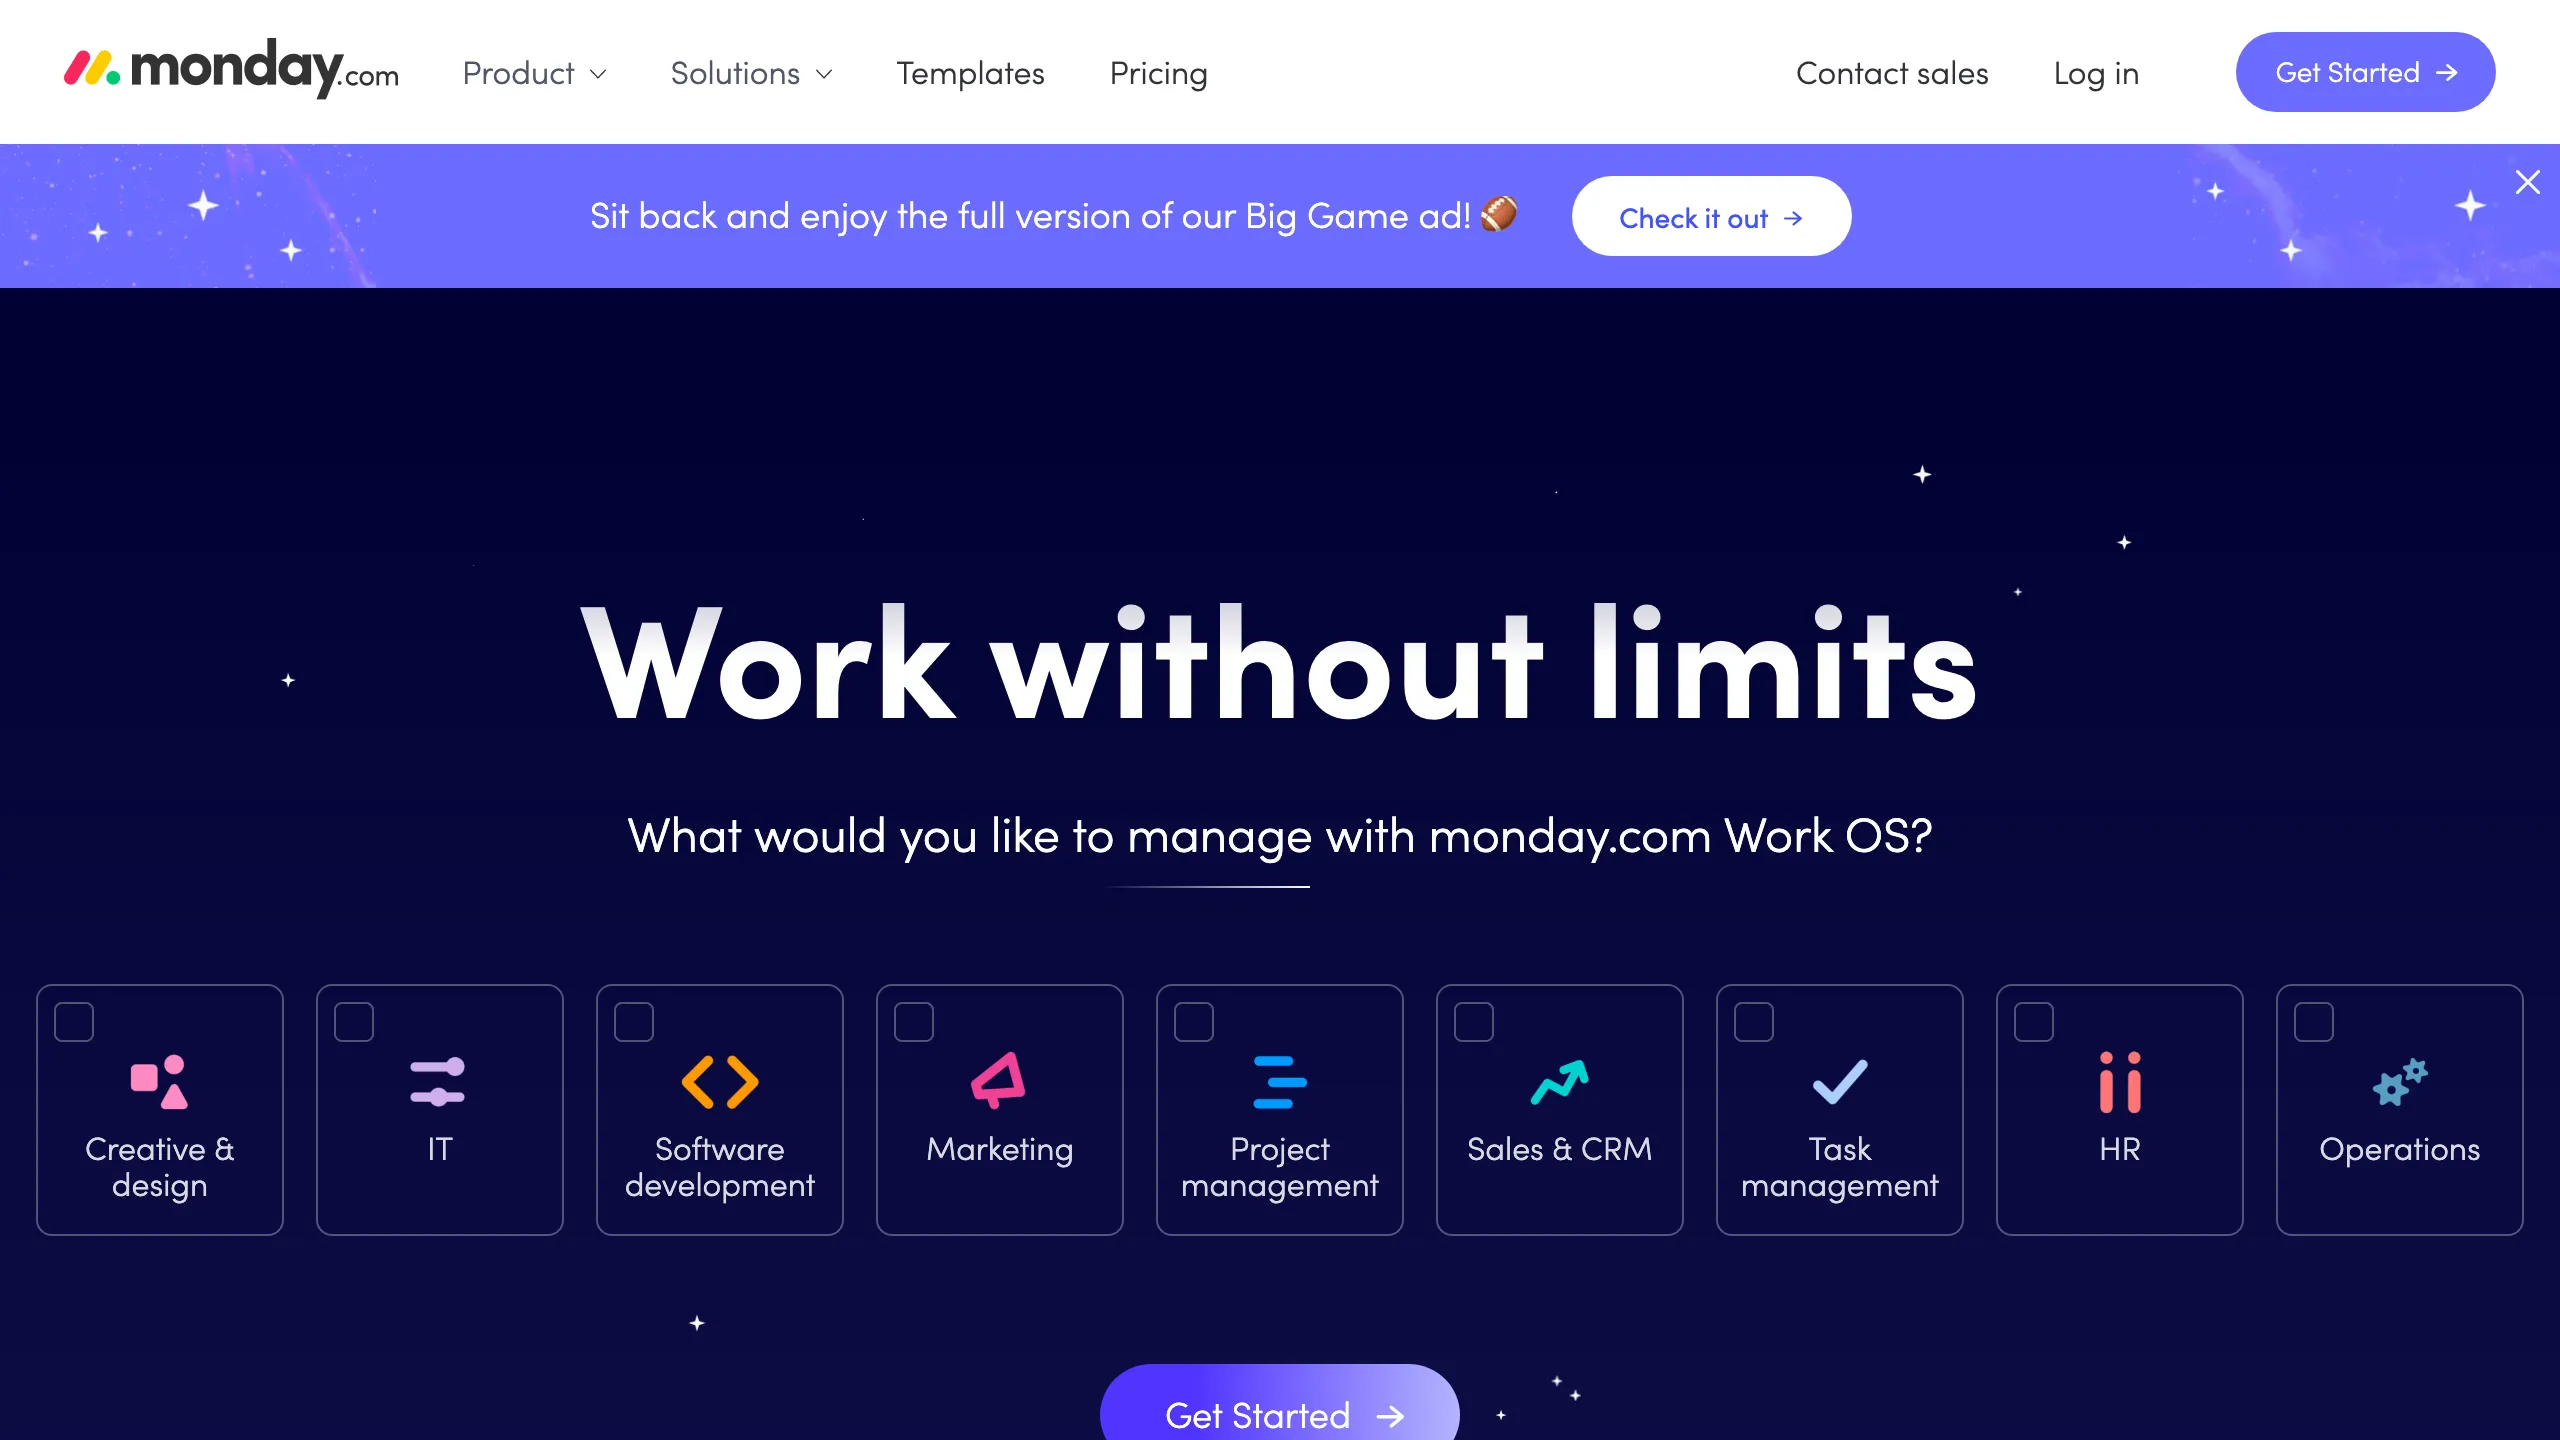 monday.com Product Solutions Templates Pricing Contact sales Log in Get Started →
Sit back and enjoy the full version of our Big Game ad! 🏈 Check it out →
Work without limits
What would you like to manage with monday.com Work OS?
Creative &
design
IT
Software
development
Marketing
Project
management
Sales & CRM
Task
management
HR
Operations
Get Started →